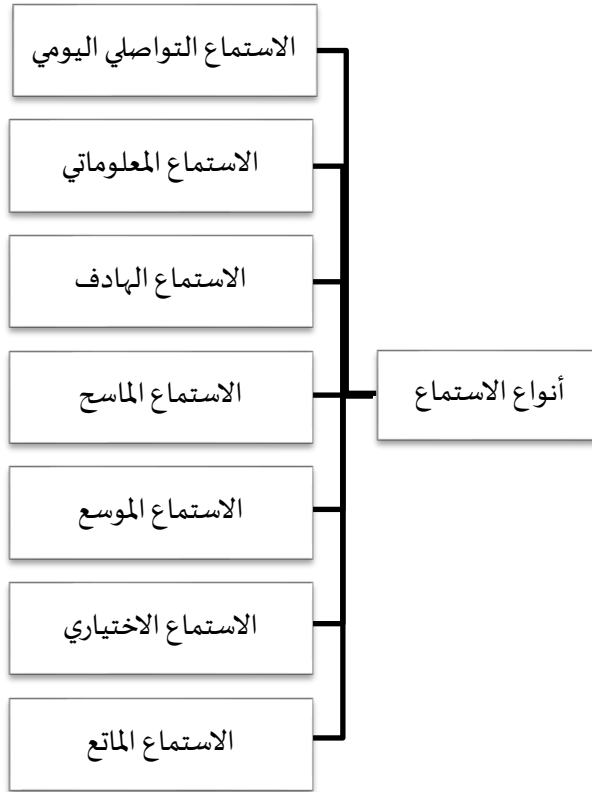 أنواع الاستماع
الاستماع التواصلي اليومي
الاستماع المعلوماتي
الاستماع الهادف
الاستماع الماسح
الاستماع الموسع
الاستماع الاختياري
الاستماع الماتع